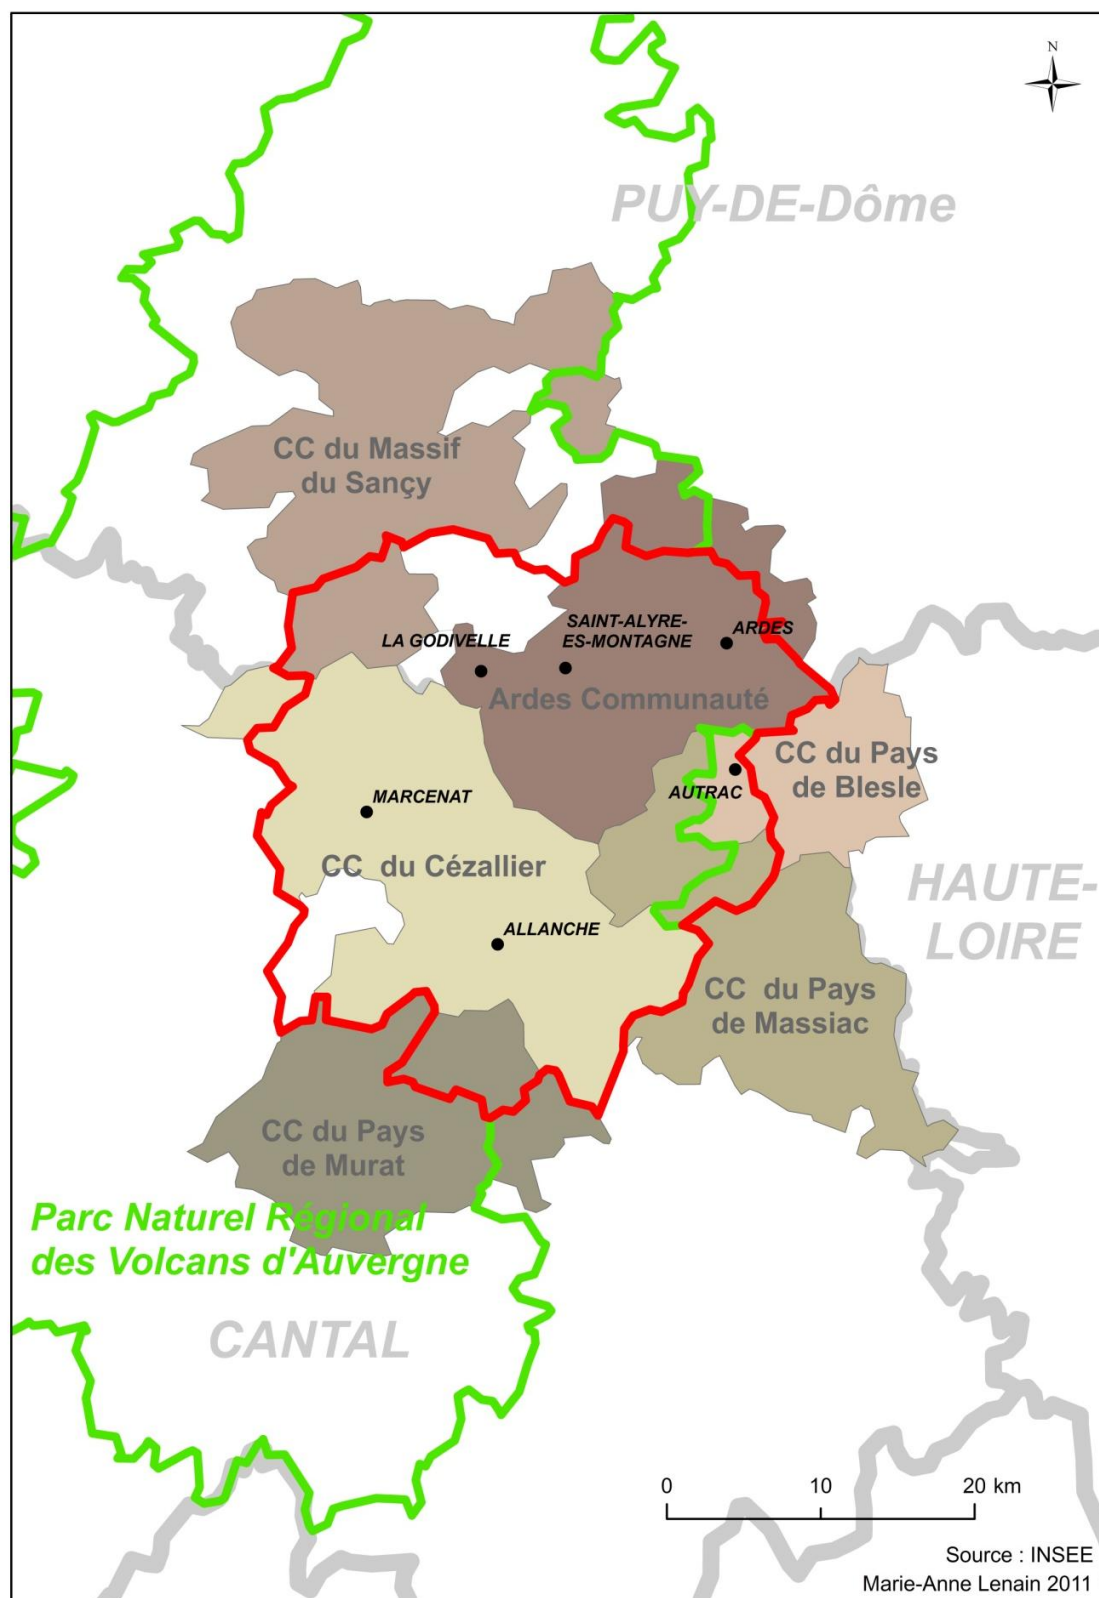 N
PUY-DE-Dôme
CC du Massif
du Sançy
SAINT-ALYRE-
ES-MONTAGNE
ARDES
LA GODIVELLE
Ardes Communauté
CC du Pays
de Blesle
AUTRAC
MARCENAT
CC du Cézallier
HAUTE-
LOIRE
ALLANCHE
CC du Pays
de Massiac
CC du Pays
de Murat
Parc Naturel Régional
des Volcans d'Auvergne
CANTAL
0 10 20 km
Source : INSEE
Marie-Anne Lenain 2011